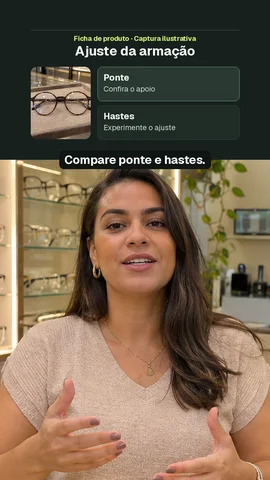 Ficha de produto · Captura ilustrativa
Ajuste da armação
Ponte
Confira o apoio
Hastes
Experimente o ajuste
Compare ponte e hastes.